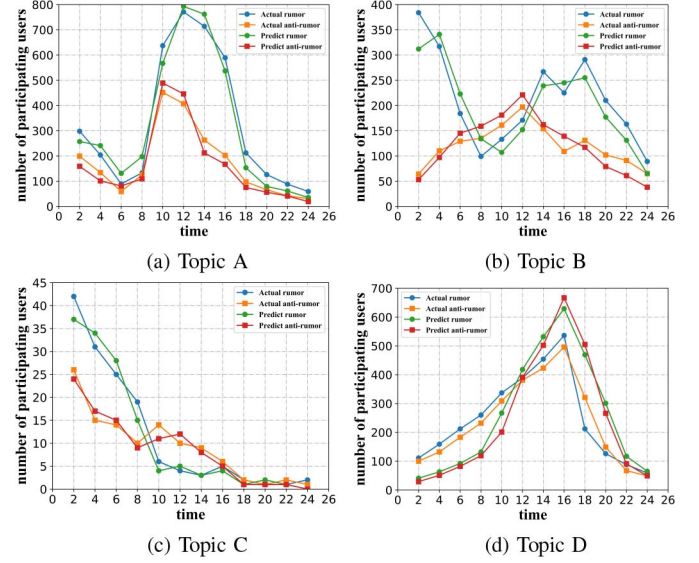 number of participating users
800
700
600
500
400
300
200
100
0
0 2 4 6 8 10 12 14 16 18 20 22 24 26
time
Actual rumor
Actual anti-rumor
Predict rumor
Predict anti-rumor
(a) Topic A
number of participating users
400
350
300
250
200
150
100
50
0
0 2 4 6 8 10 12 14 16 18 20 22 24 26
time
Actual rumor
Actual anti-rumor
Predict rumor
Predict anti-rumor
(b) Topic B
number of participating users
45
40
35
30
25
20
15
10
5
0
0 2 4 6 8 10 12 14 16 18 20 22 24 26
time
Actual rumor
Actual anti-rumor
Predict rumor
Predict anti-rumor
(c) Topic C
number of participating users
700
600
500
400
300
200
100
0
0 2 4 6 8 10 12 14 16 18 20 22 24 26
time
Actual rumor
Actual anti-rumor
Predict rumor
Predict anti-rumor
(d) Topic D